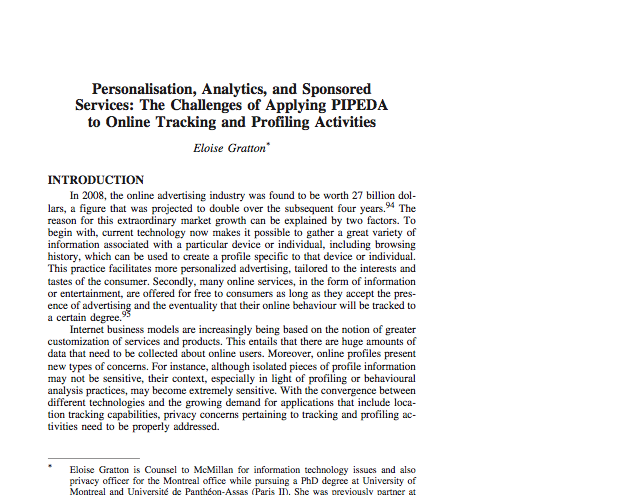 Personalisation, Analytics, and Sponsored
Services: The Challenges of Applying PIPEDA
to Online Tracking and Profiling Activities
Eloise Gratton*
INTRODUCTION
In 2008, the online advertising industry was found to be worth 27 billion dol-
lars, a figure that was projected to double over the subsequent four years.94 The
reason for this extraordinary market growth can be explained by two factors. To
begin with, current technology now makes it possible to gather a great variety of
information associated with a particular device or individual, including browsing
history, which can be used to create a profile specific to that device or individual.
This practice facilitates more personalized advertising, tailored to the interests and
tastes of the consumer. Secondly, many online services, in the form of information
or entertainment, are offered for free to consumers as long as they accept the pres-
ence of advertising and the eventuality that their online behaviour will be tracked to
a certain degree.95
Internet business models are increasingly being based on the notion of greater
customization of services and products. This entails that there are huge amounts of
data that need to be collected about online users. Moreover, online profiles present
new types of concerns. For instance, although isolated pieces of profile information
may not be sensitive, their context, especially in light of profiling or behavioural
analysis practices, may become extremely sensitive. With the convergence between
different technologies and the growing demand for applications that include loca-
tion tracking capabilities, privacy concerns pertaining to tracking and profiling ac-
tivities need to be properly addressed.
* Eloise Gratton is Counsel to McMillan for information technology issues and also
privacy officer for the Montreal office while pursuing a PhD degree at University of
Montreal and Université de Panthéon-Assas (Paris II). She was previously partner at